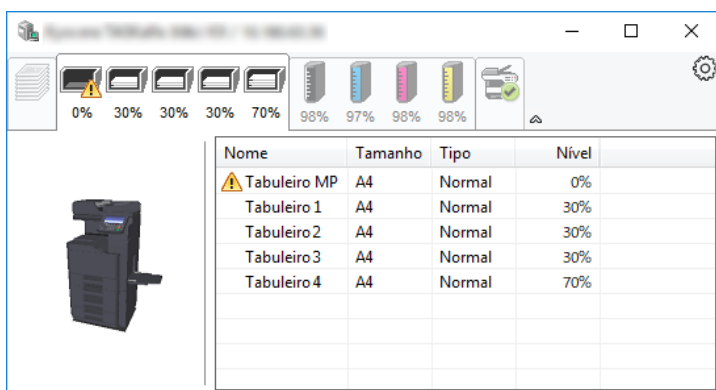 0% 30% 30% 30% 70% 98% 97% 98% 98%
Nome Tamanho Tipo Nível
Tabuleiro MP A4 Normal 0%
Tabuleiro 1 A4 Normal 30%
Tabuleiro 2 A4 Normal 30%
Tabuleiro 3 A4 Normal 30%
Tabuleiro 4 A4 Normal 70%